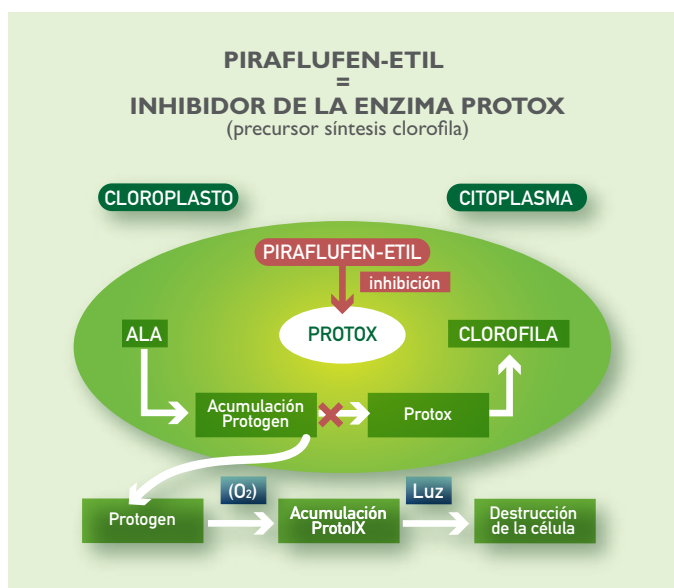 PIRAFLUFEN-ETIL
=
INHIBIDOR DE LA ENZIMA PROTOX
(precursor síntesis clorofila)
CLOROPLASTO
CITOPLASMA
PIRAFLUFEN-ETIL
inhibición
ALA
PROTOX
CLOROFILA
Acumulación
Protogen
Protox
(O₂)
Luz
Protogen
Acumulación
ProtoIX
Destrucción
de la célula